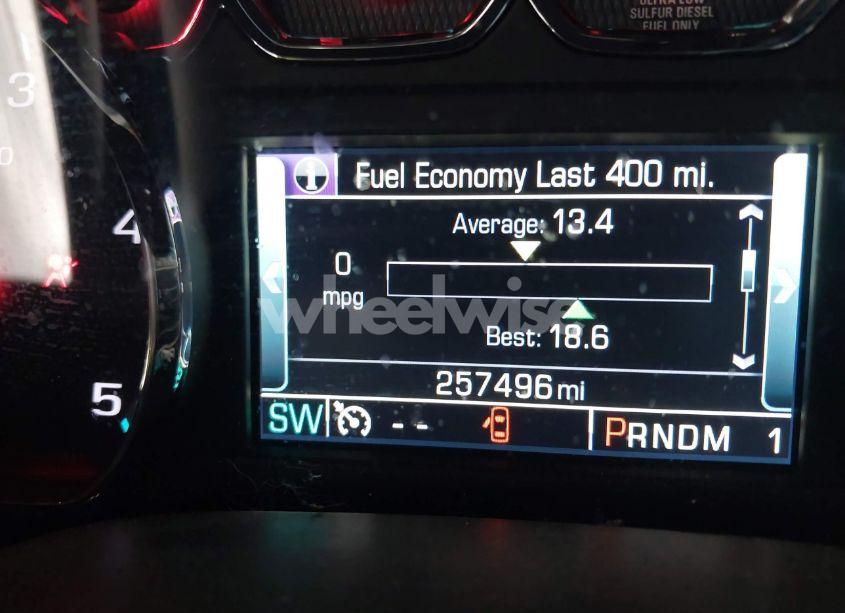 ULTRA LOW
SULFUR DIESEL
FUEL ONLY
3
4
5
Fuel Economy Last 400 mi.
Average: 13.4
0
mpg
Best: 18.6
257496 mi
SW -- PRNDM 1
wheelwise